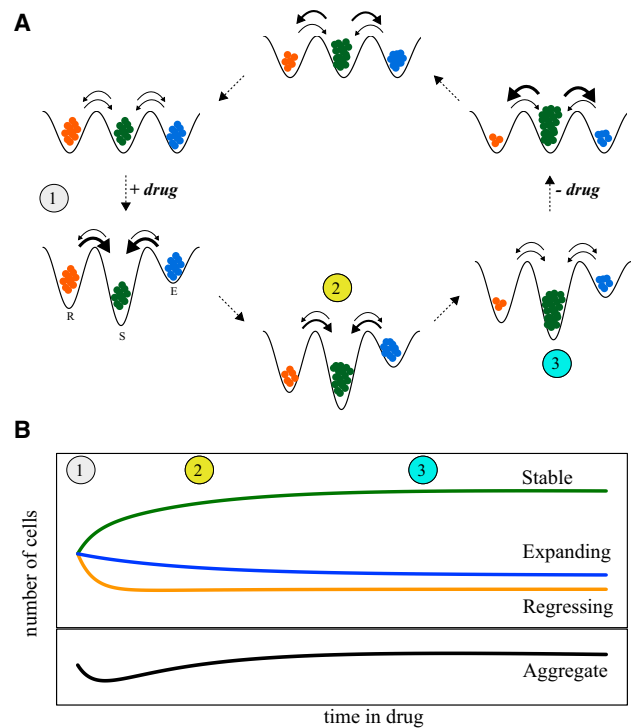 A
1
+ drug
- drug
R
S
E
2
3
B
1
2
3
number of cells
Stable
Expanding
Regressing
Aggregate
time in drug